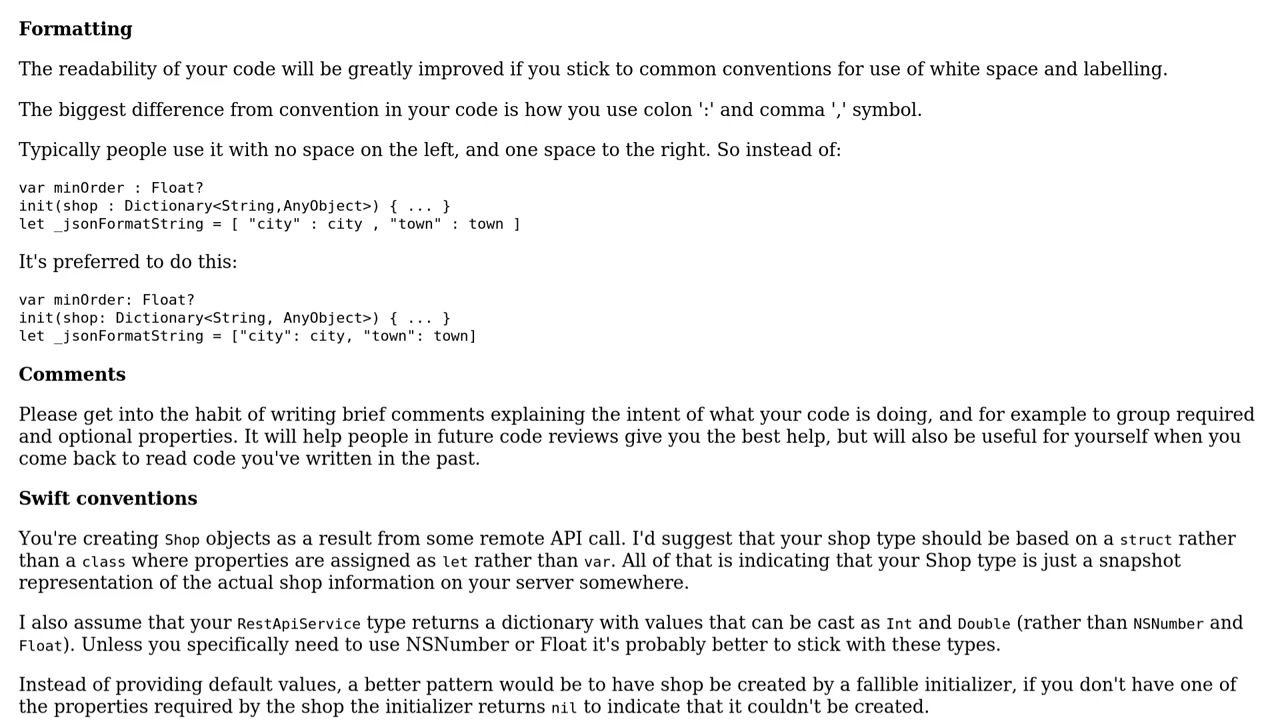 Formatting
The readability of your code will be greatly improved if you stick to common conventions for use of white space and labelling.
The biggest difference from convention in your code is how you use colon ':' and comma ',' symbol.
Typically people use it with no space on the left, and one space to the right. So instead of:
var minOrder : Float?
init(shop : Dictionary<String,AnyObject>) { ... }
let _jsonFormatString = [ "city" : city , "town" : town ]
It's preferred to do this:
var minOrder: Float?
init(shop: Dictionary<String, AnyObject>) { ... }
let _jsonFormatString = ["city": city, "town": town]
Comments
Please get into the habit of writing brief comments explaining the intent of what your code is doing, and for example to group required
and optional properties. It will help people in future code reviews give you the best help, but will also be useful for yourself when you
come back to read code you've written in the past.
Swift conventions
You're creating Shop objects as a result from some remote API call. I'd suggest that your shop type should be based on a struct rather
than a class where properties are assigned as let rather than var. All of that is indicating that your Shop type is just a snapshot
representation of the actual shop information on your server somewhere.
I also assume that your RestApiService type returns a dictionary with values that can be cast as Int and Double (rather than NSNumber and
Float). Unless you specifically need to use NSNumber or Float it's probably better to stick with these types.
Instead of providing default values, a better pattern would be to have shop be created by a fallible initializer, if you don't have one of
the properties required by the shop the initializer returns nil to indicate that it couldn't be created.